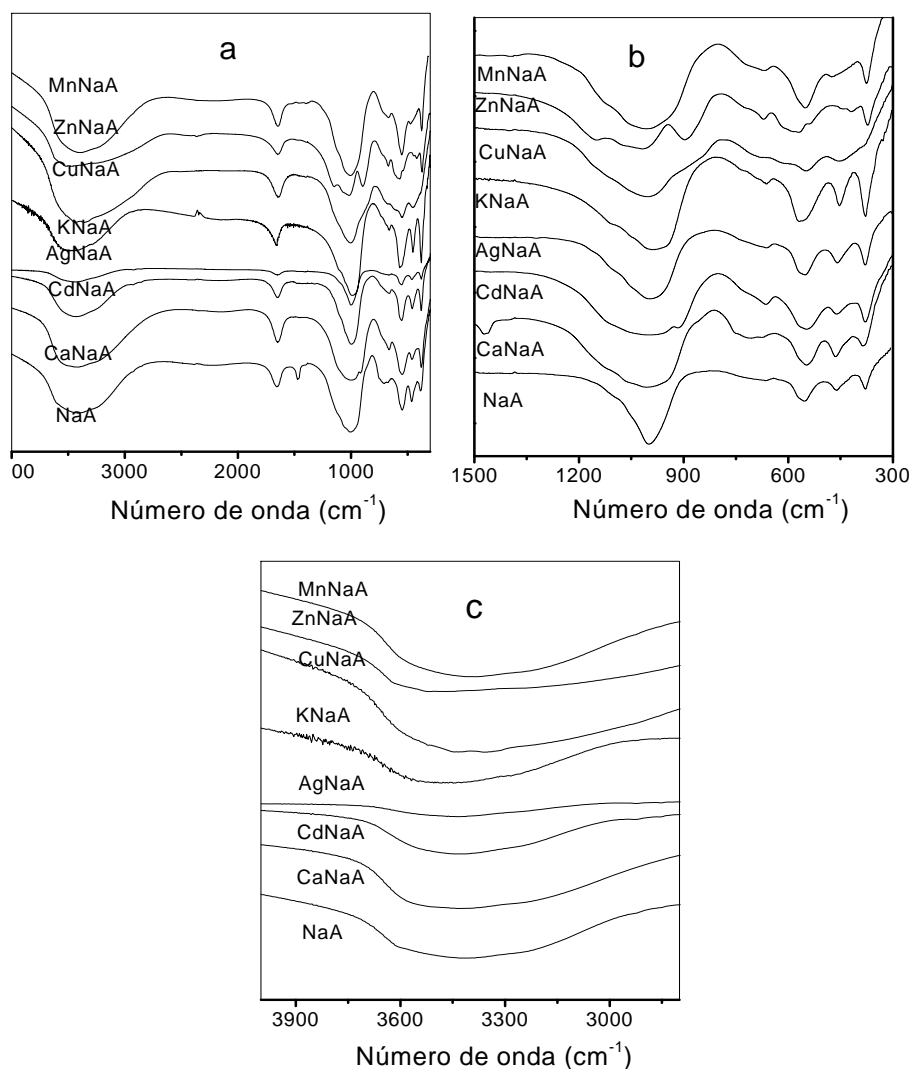 a
MnNaA
ZnNaA
CuNaA
KNaA
AgNaA
CdNaA
CaNaA
NaA
00 3000 2000 1000
Número de onda (cm-1)
b
MnNaA
ZnNaA
CuNaA
KNaA
AgNaA
CdNaA
CaNaA
NaA
1500 1200 900 600 300
Número de onda (cm-1)
c
MnNaA
ZnNaA
CuNaA
KNaA
AgNaA
CdNaA
CaNaA
NaA
3900 3600 3300 3000
Número de onda (cm-1)